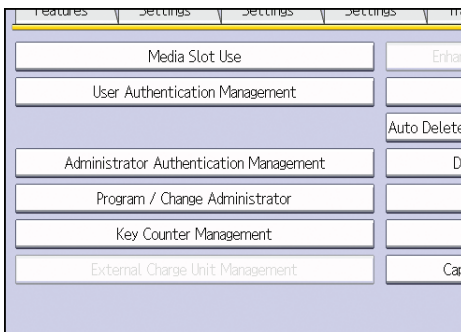 Features Settings Settings Settings
Media Slot Use
User Authentication Management
Auto Delete
Administrator Authentication Management
Program / Change Administrator
Key Counter Management
External Charge Unit Management